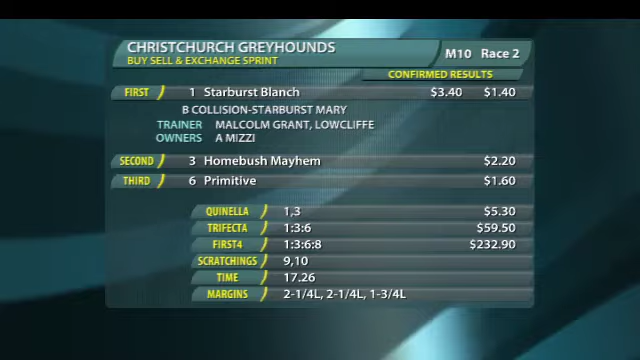 CHRISTCHURCH GREYHOUNDS
BUY SELL & EXCHANGE SPRINT
M10 Race 2
CONFIRMED RESULTS
FIRST 1 Starburst Blanch $3.40 $1.40
B COLLISION-STARBURST MARY
TRAINER MALCOLM GRANT, LOWCLIFFE
OWNERS A MIZZI
SECOND 3 Homebush Mayhem $2.20
THIRD 6 Primitive $1.60
QUINELLA 1,3 $5.30
TRIFECTA 1:3:6 $59.50
FIRST4 1:3:6:8 $232.90
SCRATCHINGS 9,10
TIME 17.26
MARGINS 2-1/4L, 2-1/4L, 1-3/4L